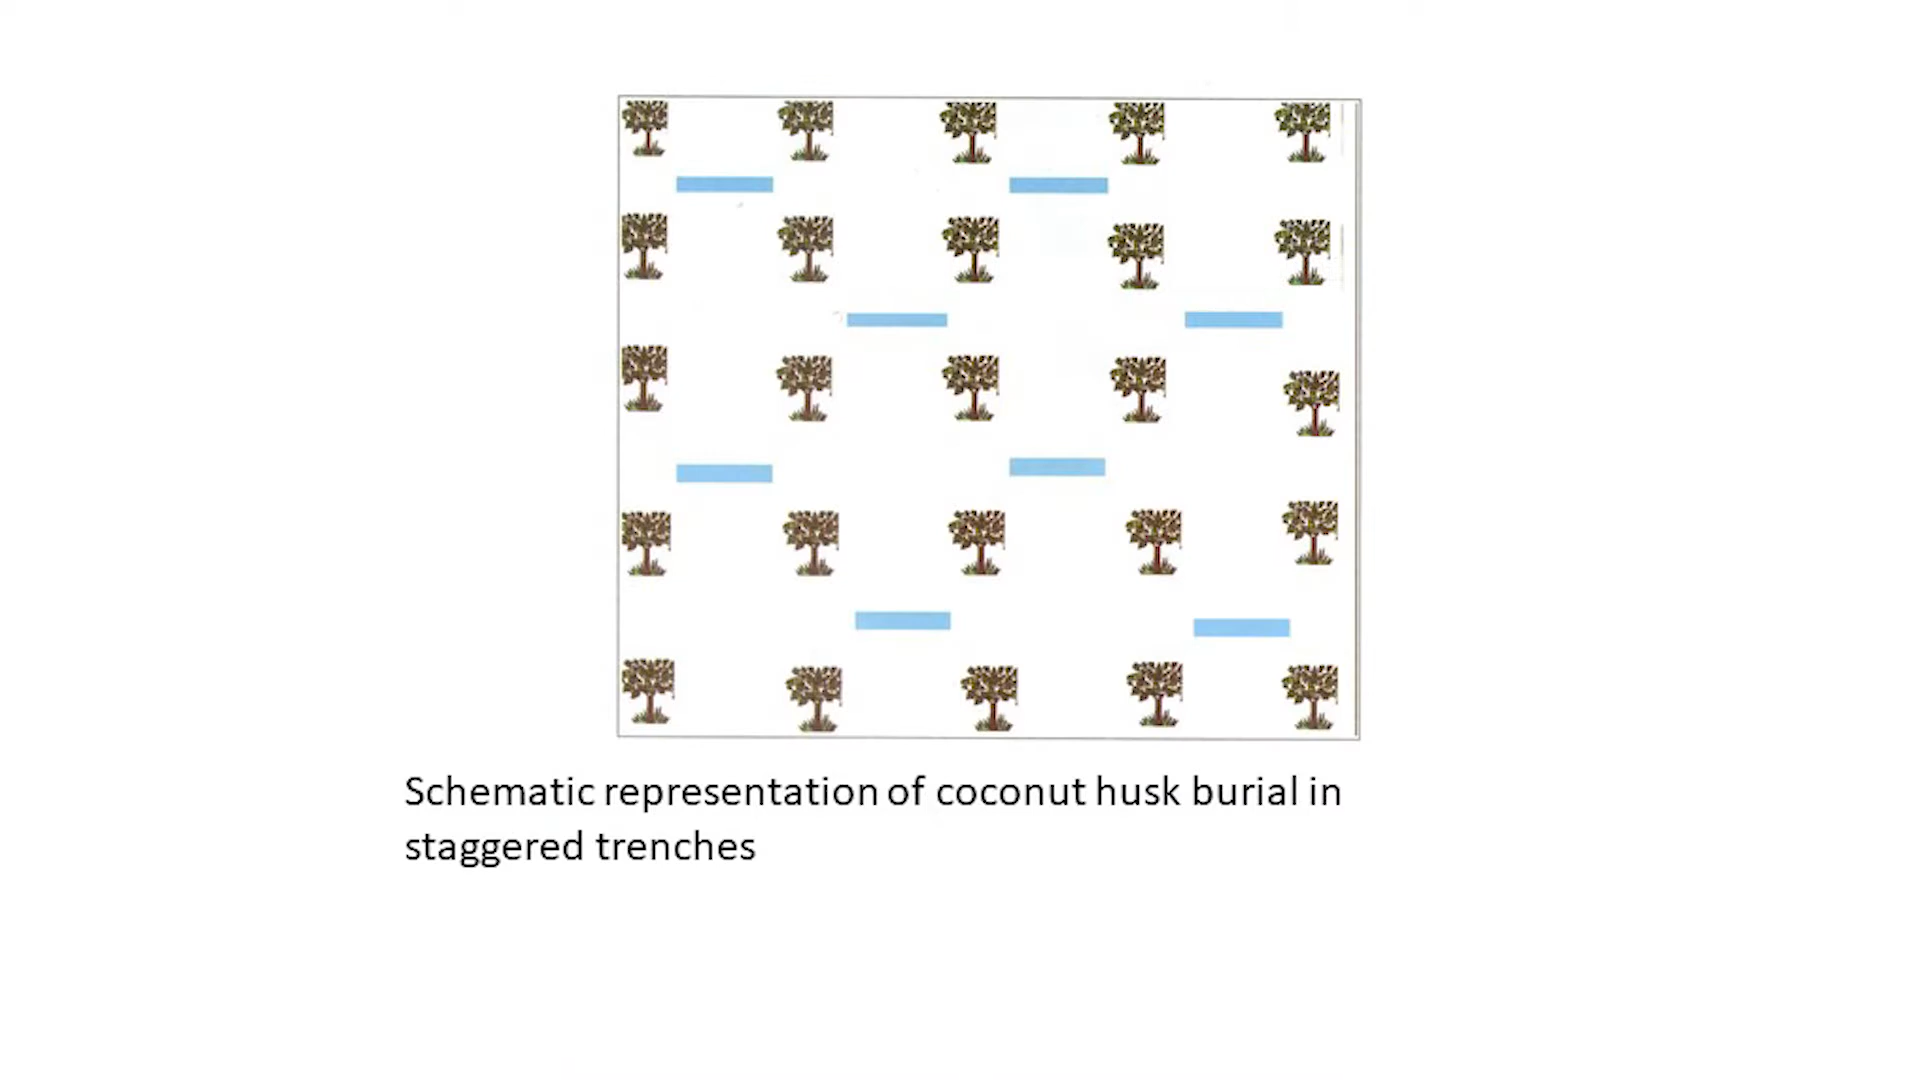 Schematic representation of coconut husk burial in
staggered trenches